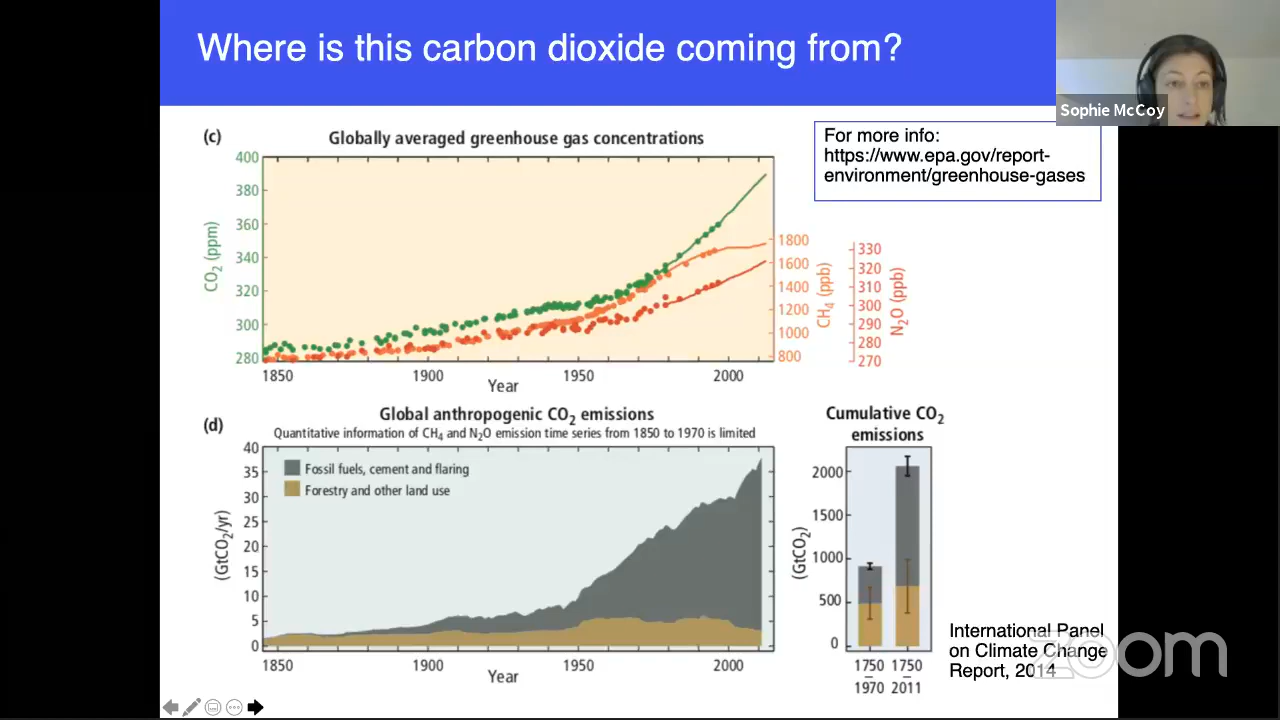 Where is this carbon dioxide coming from?
Sophie McCoy
For more info:
https://www.epa.gov/report-
environment/greenhouse-gases
(c)
Globally averaged greenhouse gas concentrations
400
380
360
340
320
300
280
CO2 (ppm)
1800
1600
1400
1200
1000
800
CH4 (ppb)
330
320
310
300
290
280
270
N2O (ppb)
1850 1900 1950 2000
Year
(d)
Global anthropogenic CO2 emissions
Quantitative information of CH4 and N2O emission time series from 1850 to 1970 is limited
40
35
30
25
20
15
10
5
0
(GtCO2/yr)
Fossil fuels, cement and flaring
Forestry and other land use
1850 1900 1950 2000
Year
Cumulative CO2
emissions
2000
1500
1000
500
0
(GtCO2)
1750 1750
– –
1970 2011
International Panel
on Climate Change
Report, 2014
zoom